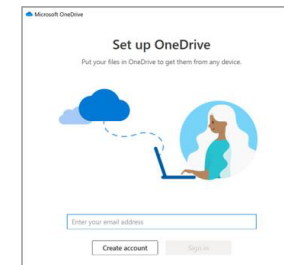 Microsoft OneDrive
Set up OneDrive
Put your files in OneDrive to get them from any device.
Enter your email address
Create account
Sign in